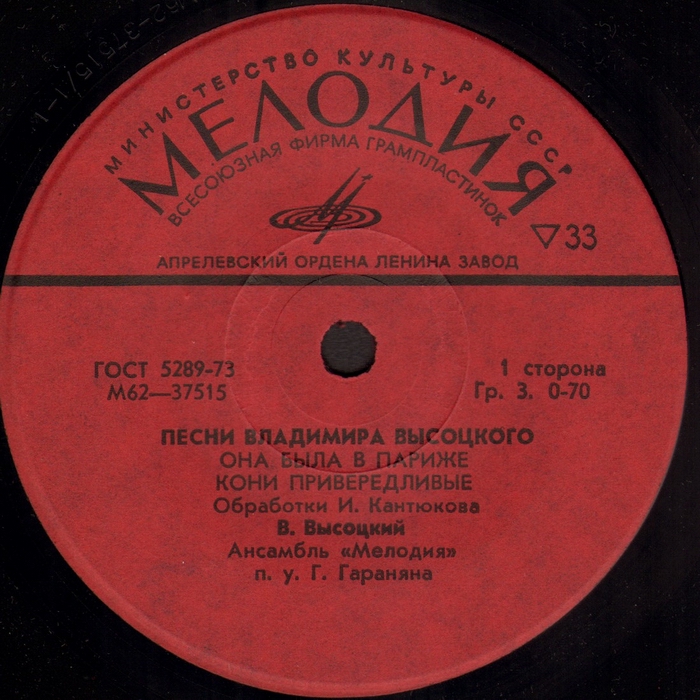 МИНИСТЕРСТВО КУЛЬТУРЫ СССР
МЕЛОДИЯ
ВСЕСОЮЗНАЯ ФИРМА ГРАМПЛАСТИНОК
▽33
АПРЕЛЕВСКИЙ ОРДЕНА ЛЕНИНА ЗАВОД
ГОСТ 5289-73
М62—37515
1 сторона
Гр. 3. 0-70
ПЕСНИ ВЛАДИМИРА ВЫСОЦКОГО
ОНА БЫЛА В ПАРИЖЕ
КОНИ ПРИВЕРЕДЛИВЫЕ
Обработки И. Кантюкова
В. Высоцкий
Ансамбль «Мелодия»
п. у. Г. Гараняна